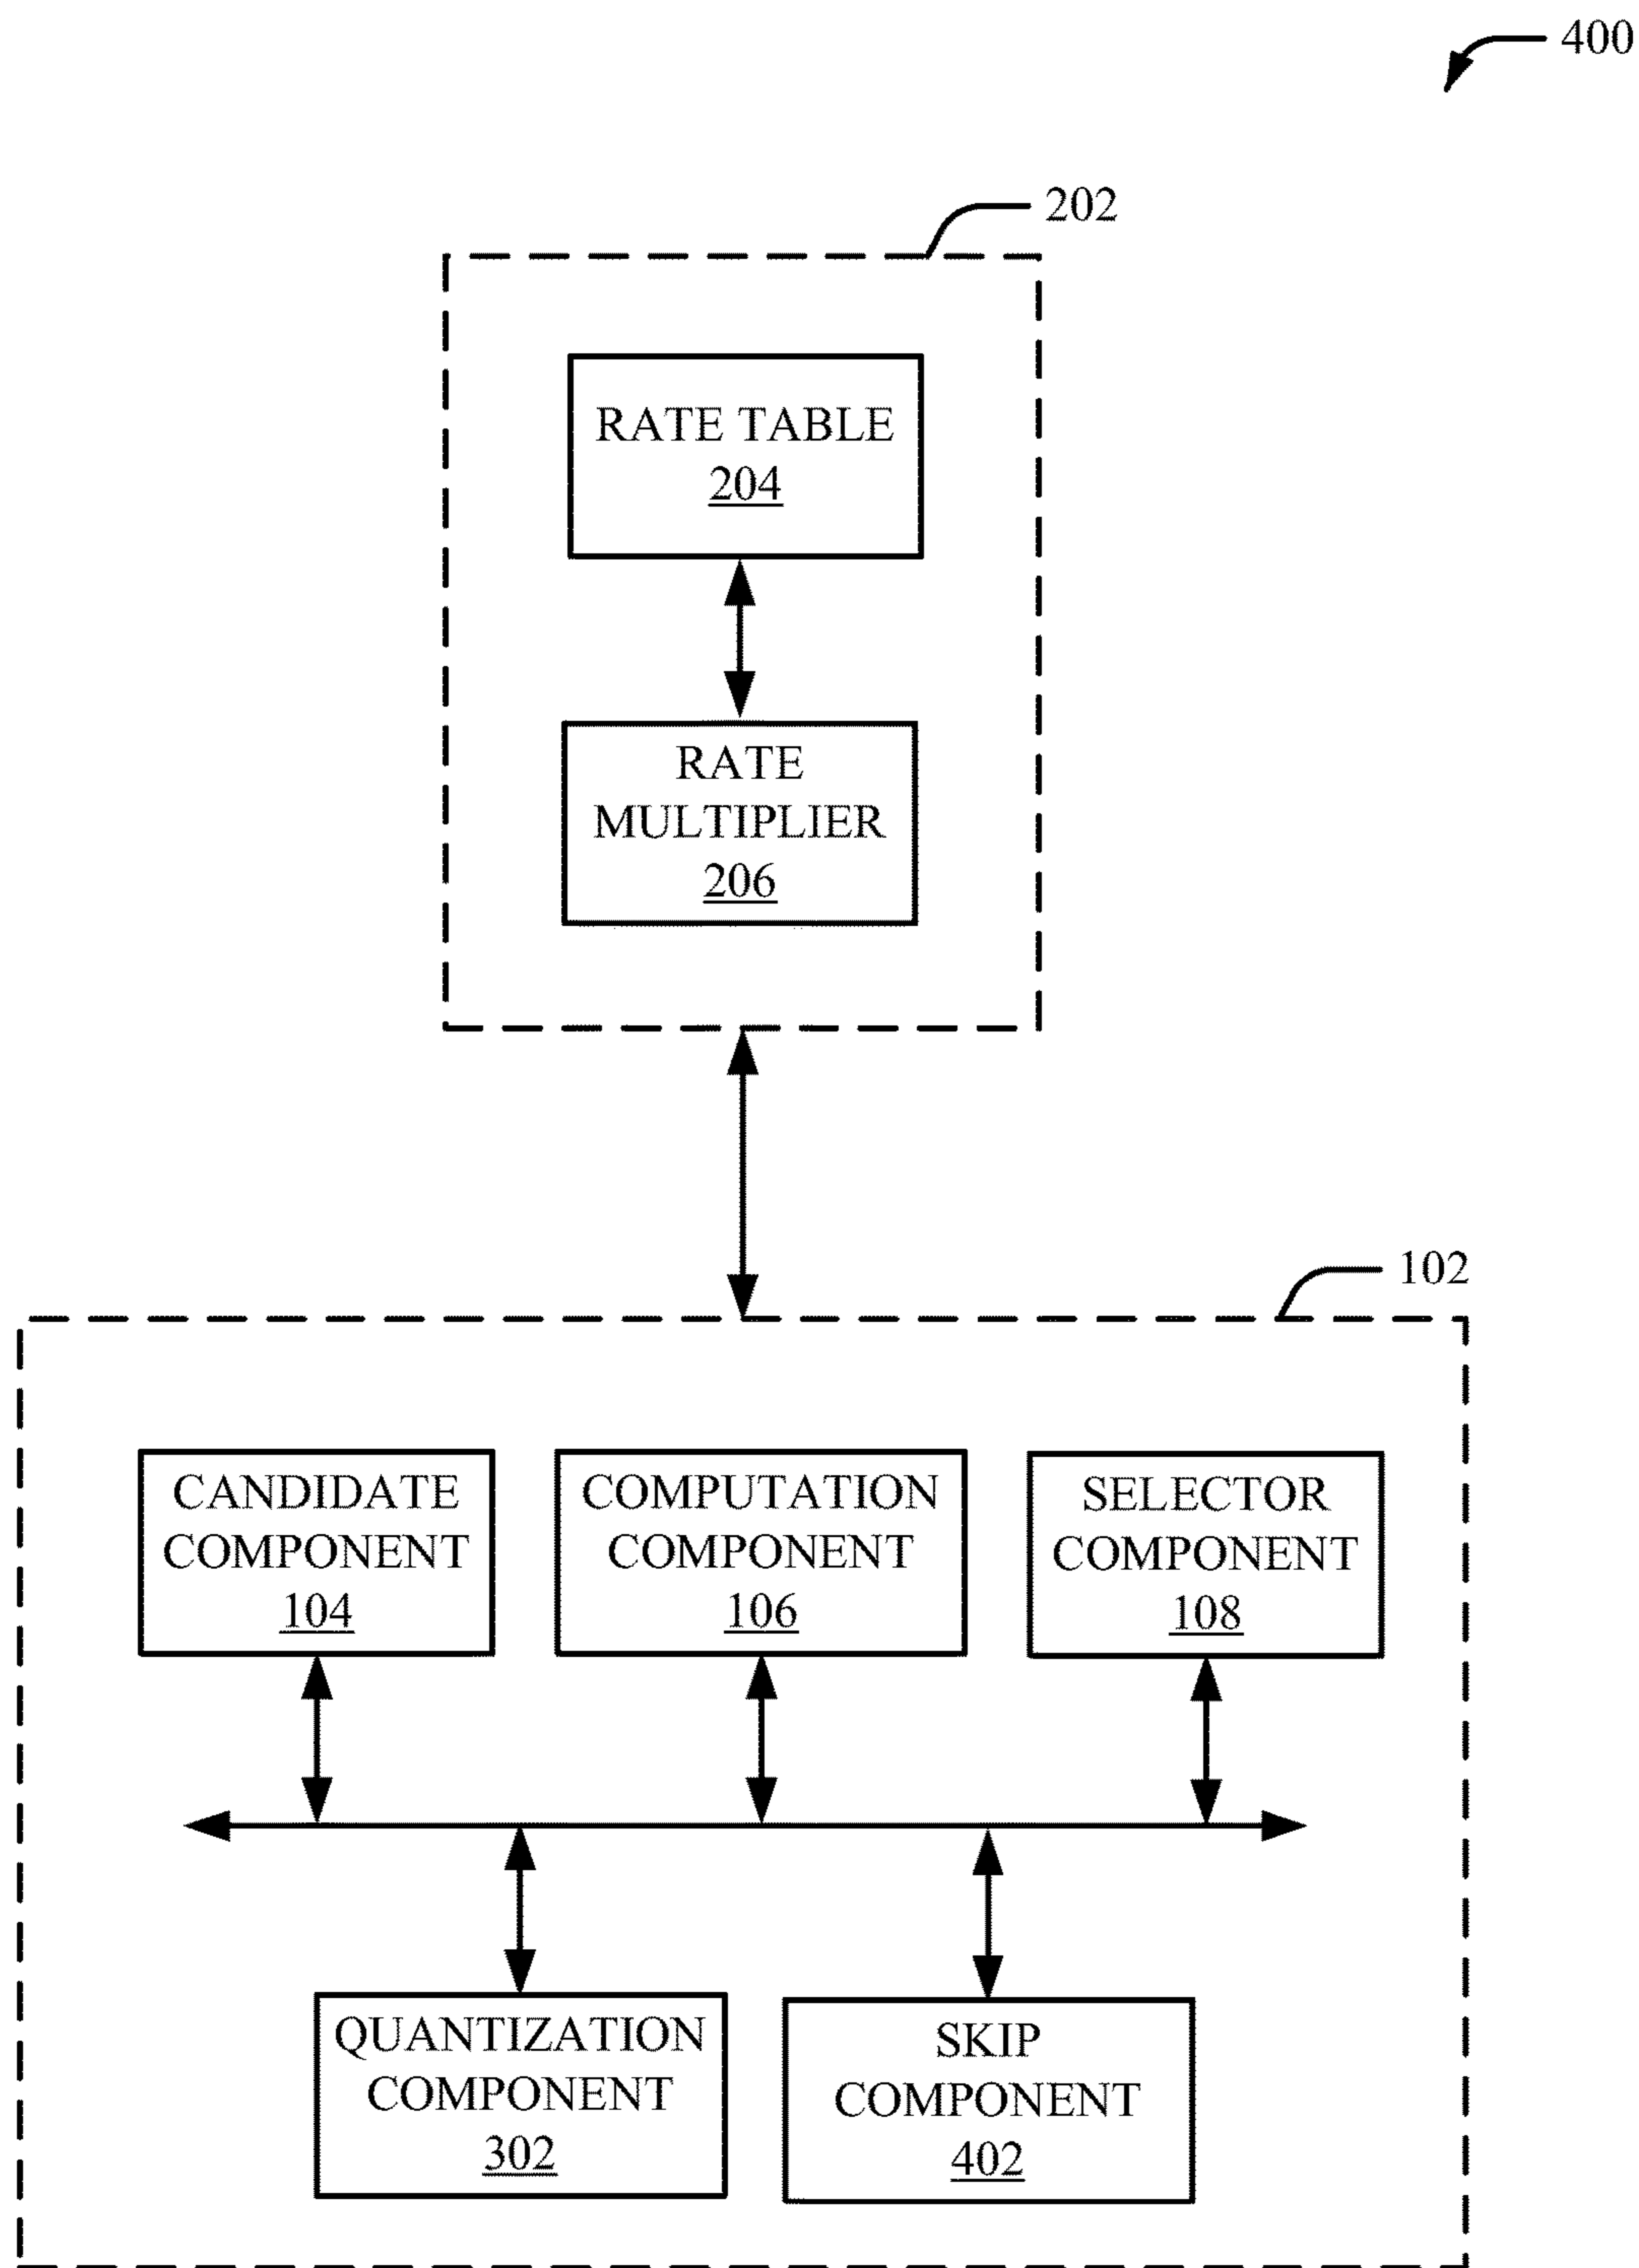 400
202
RATE TABLE
204
RATE
MULTIPLIER
206
102
CANDIDATE
COMPONENT
104
COMPUTATION
COMPONENT
106
SELECTOR
COMPONENT
108
QUANTIZATION
COMPONENT
302
SKIP
COMPONENT
402